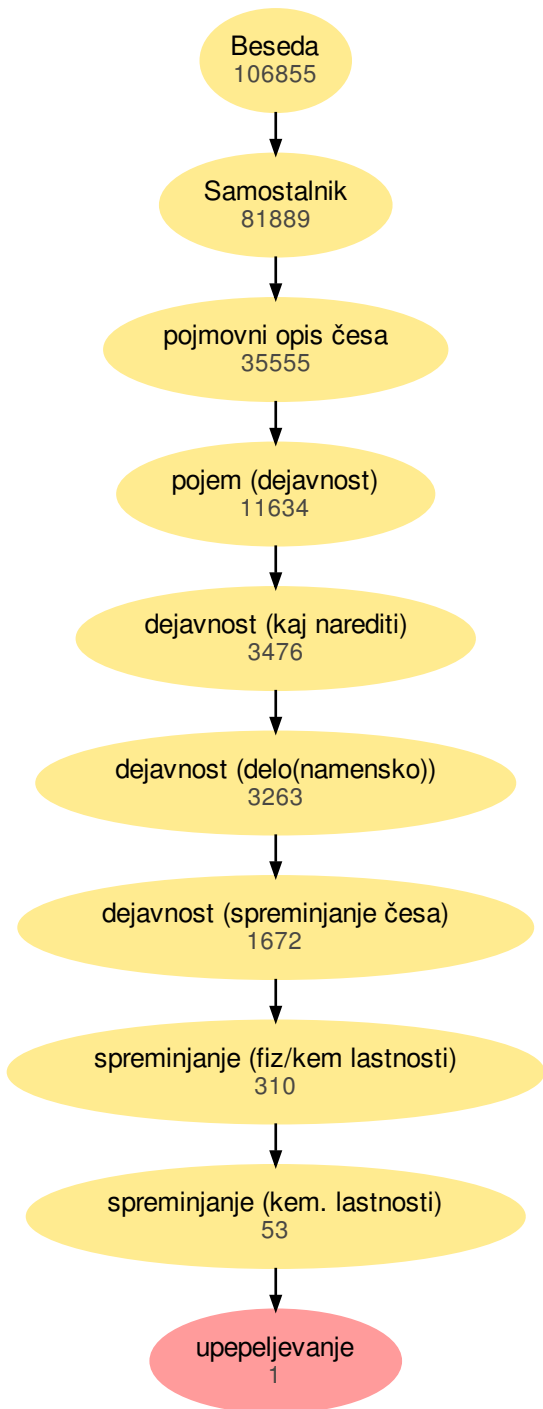 Beseda
106855
Samostalnik
81889
pojmovni opis česa
35555
pojem (dejavnost)
11634
dejavnost (kaj narediti)
3476
dejavnost (delo(namensko))
3263
dejavnost (spreminjanje česa)
1672
spreminjanje (fiz/kem lastnosti)
310
spreminjanje (kem. lastnosti)
53
upepeljevanje
1